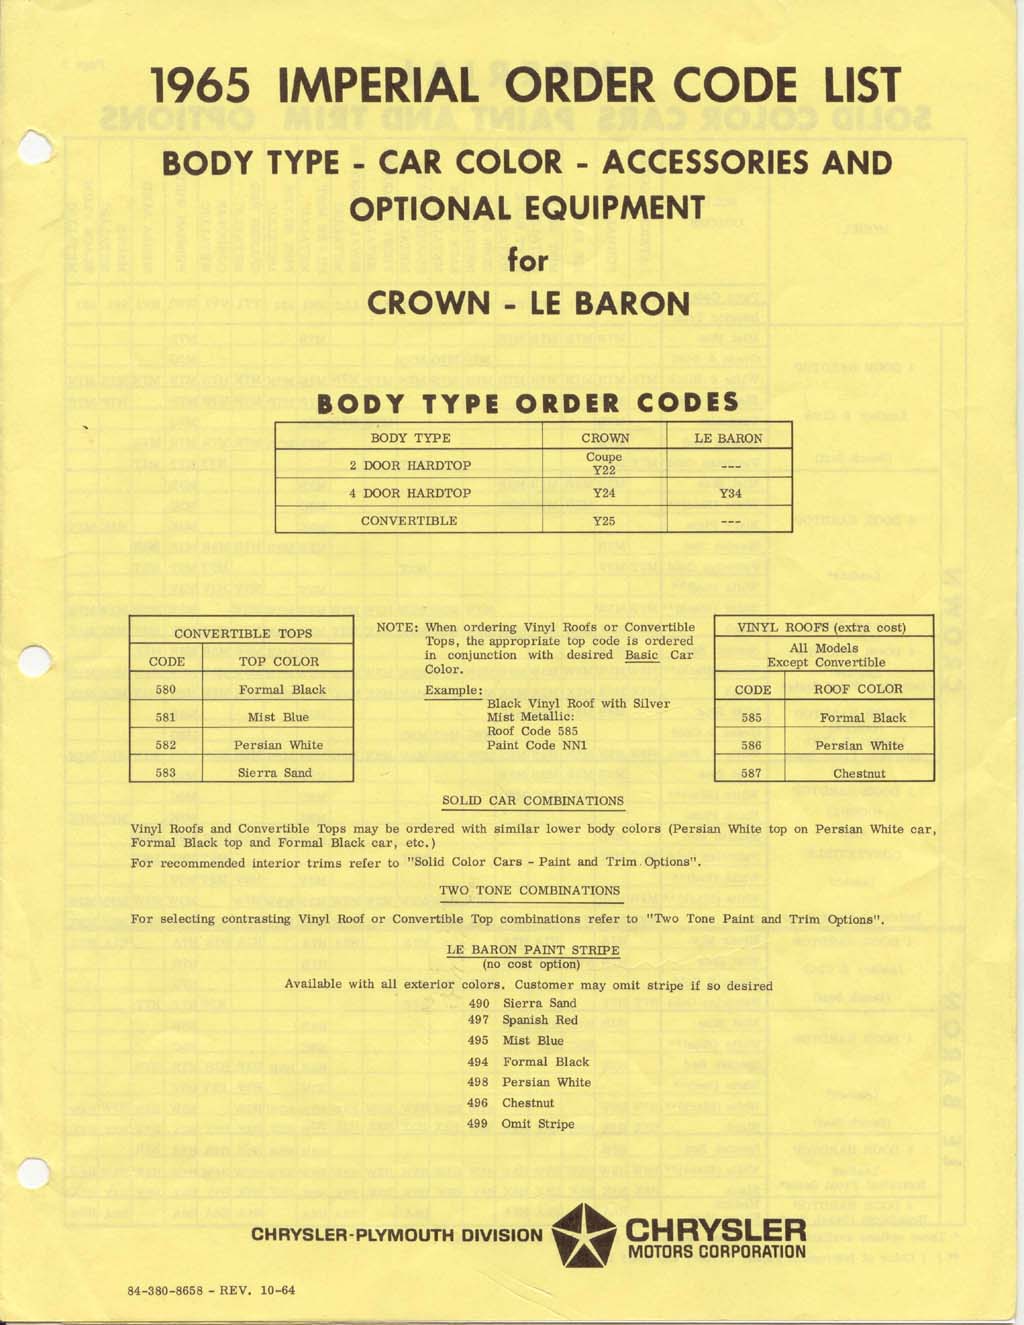 1965 IMPERIAL ORDER CODE LIST
BODY TYPE - CAR COLOR - ACCESSORIES AND
OPTIONAL EQUIPMENT
for
CROWN - LE BARON
BODY TYPE ORDER CODES
BODY TYPE CROWN LE BARON
2 DOOR HARDTOP Coupe Y22 ---
4 DOOR HARDTOP Y24 Y34
CONVERTIBLE Y25 ---
CONVERTIBLE TOPS
CODE TOP COLOR
580 Formal Black
581 Mist Blue
582 Persian White
583 Sierra Sand
NOTE: When ordering Vinyl Roofs or Convertible
Tops, the appropriate top code is ordered
in conjunction with desired Basic Car
Color.
Example:
Black Vinyl Roof with Silver
Mist Metallic:
Roof Code 585
Paint Code NN1
VINYL ROOFS (extra cost)
All Models
Except Convertible
CODE ROOF COLOR
585 Formal Black
586 Persian White
587 Chestnut
SOLID CAR COMBINATIONS
Vinyl Roofs and Convertible Tops may be ordered with similar lower body colors (Persian White top on Persian White car,
Formal Black top and Formal Black car, etc.)
For recommended interior trims refer to "Solid Color Cars - Paint and Trim Options".
TWO TONE COMBINATIONS
For selecting contrasting Vinyl Roof or Convertible Top combinations refer to "Two Tone Paint and Trim Options".
LE BARON PAINT STRIPE
(no cost option)
Available with all exterior colors. Customer may omit stripe if so desired
490 Sierra Sand
497 Spanish Red
495 Mist Blue
494 Formal Black
498 Persian White
496 Chestnut
499 Omit Stripe
CHRYSLER-PLYMOUTH DIVISION
CHRYSLER
MOTORS CORPORATION
84-380-8658 - REV. 10-64